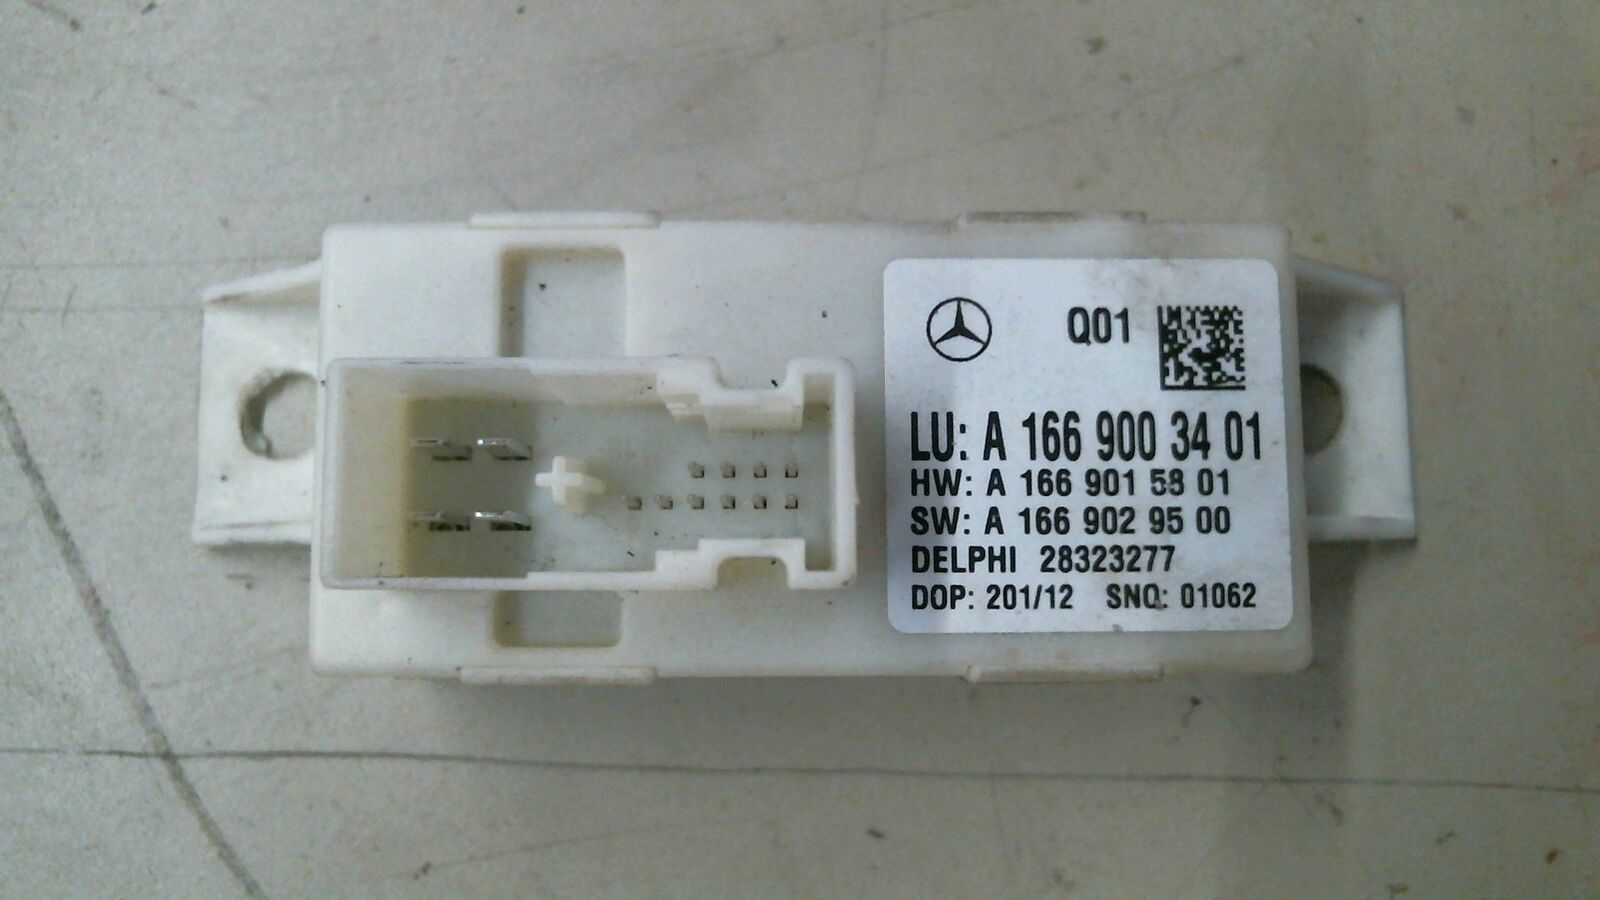 Q01
LU: A 166 900 34 01
HW: A 166 901 58 01
SW: A 166 902 95 00
DELPHI 28323277
DOP: 201/12 SNO: 01062